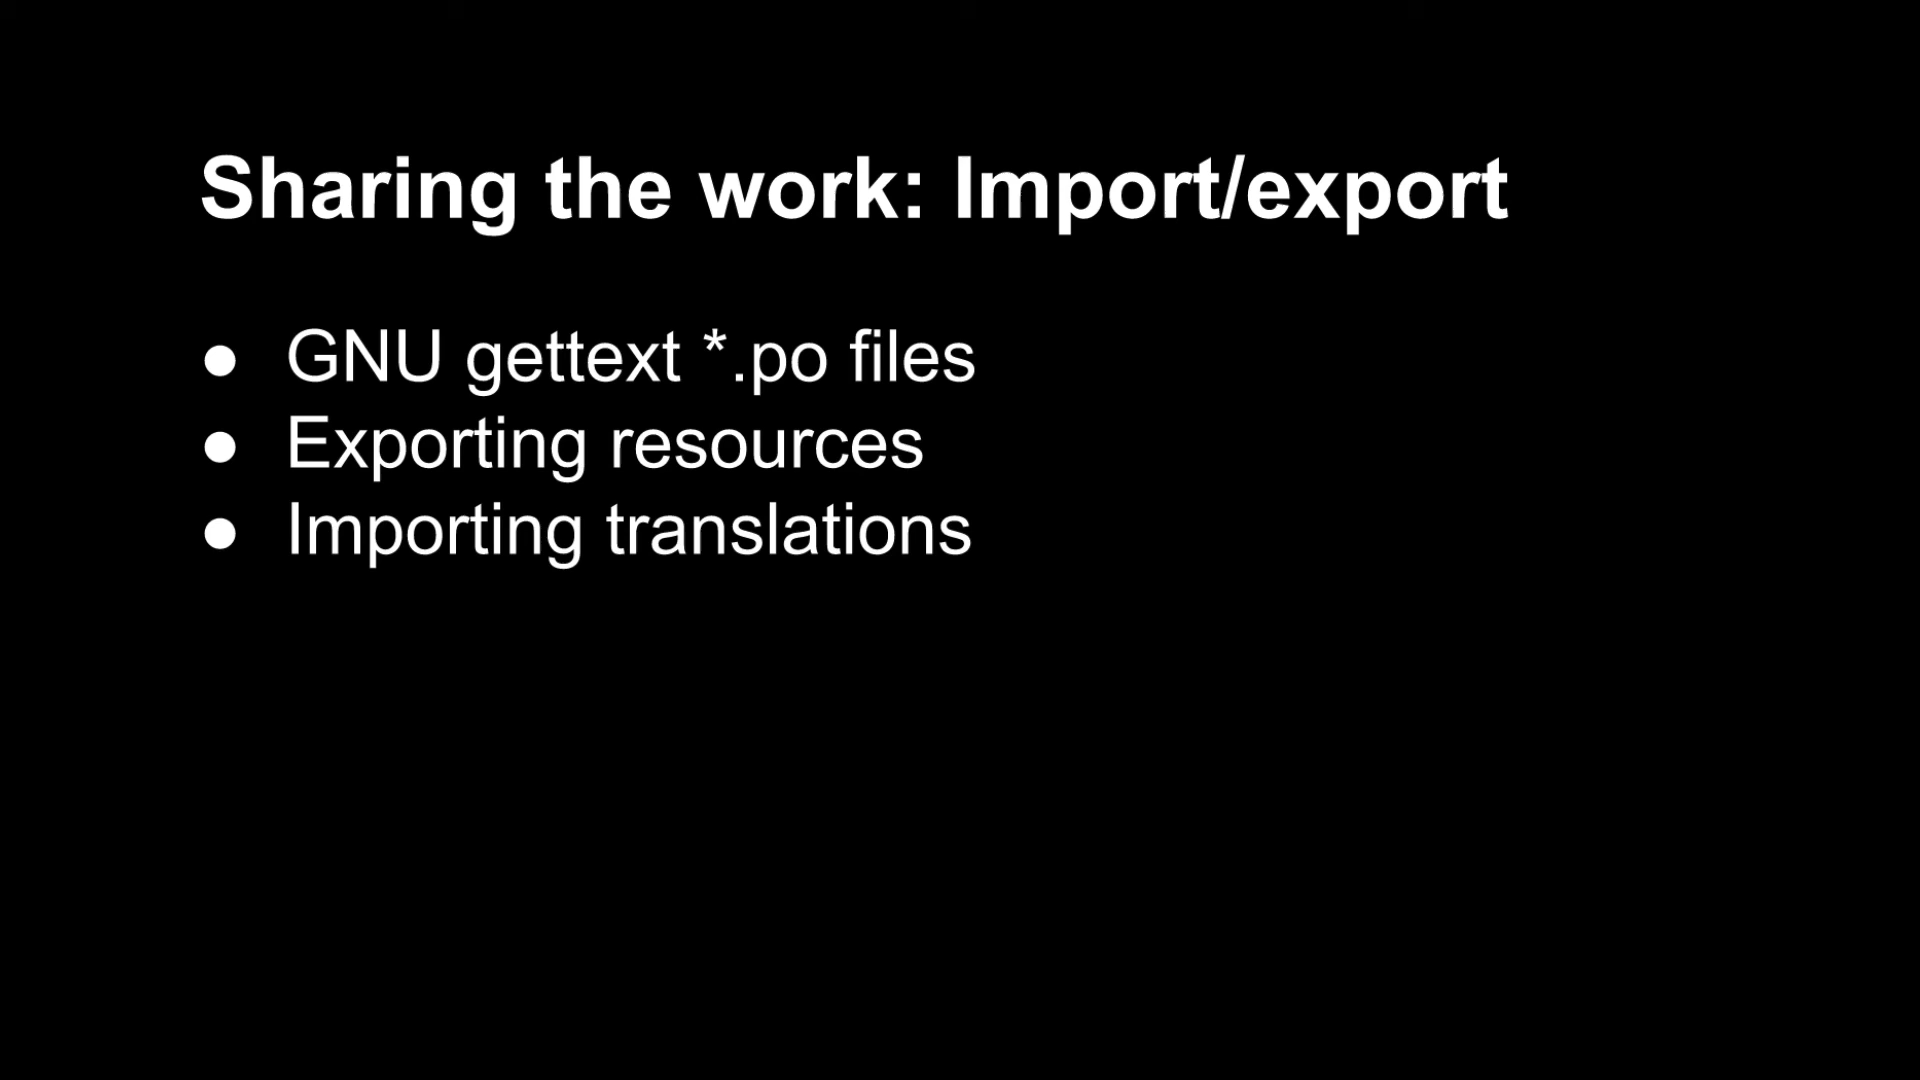 Sharing the work: Import/export
● GNU gettext *.po files
● Exporting resources
● Importing translations